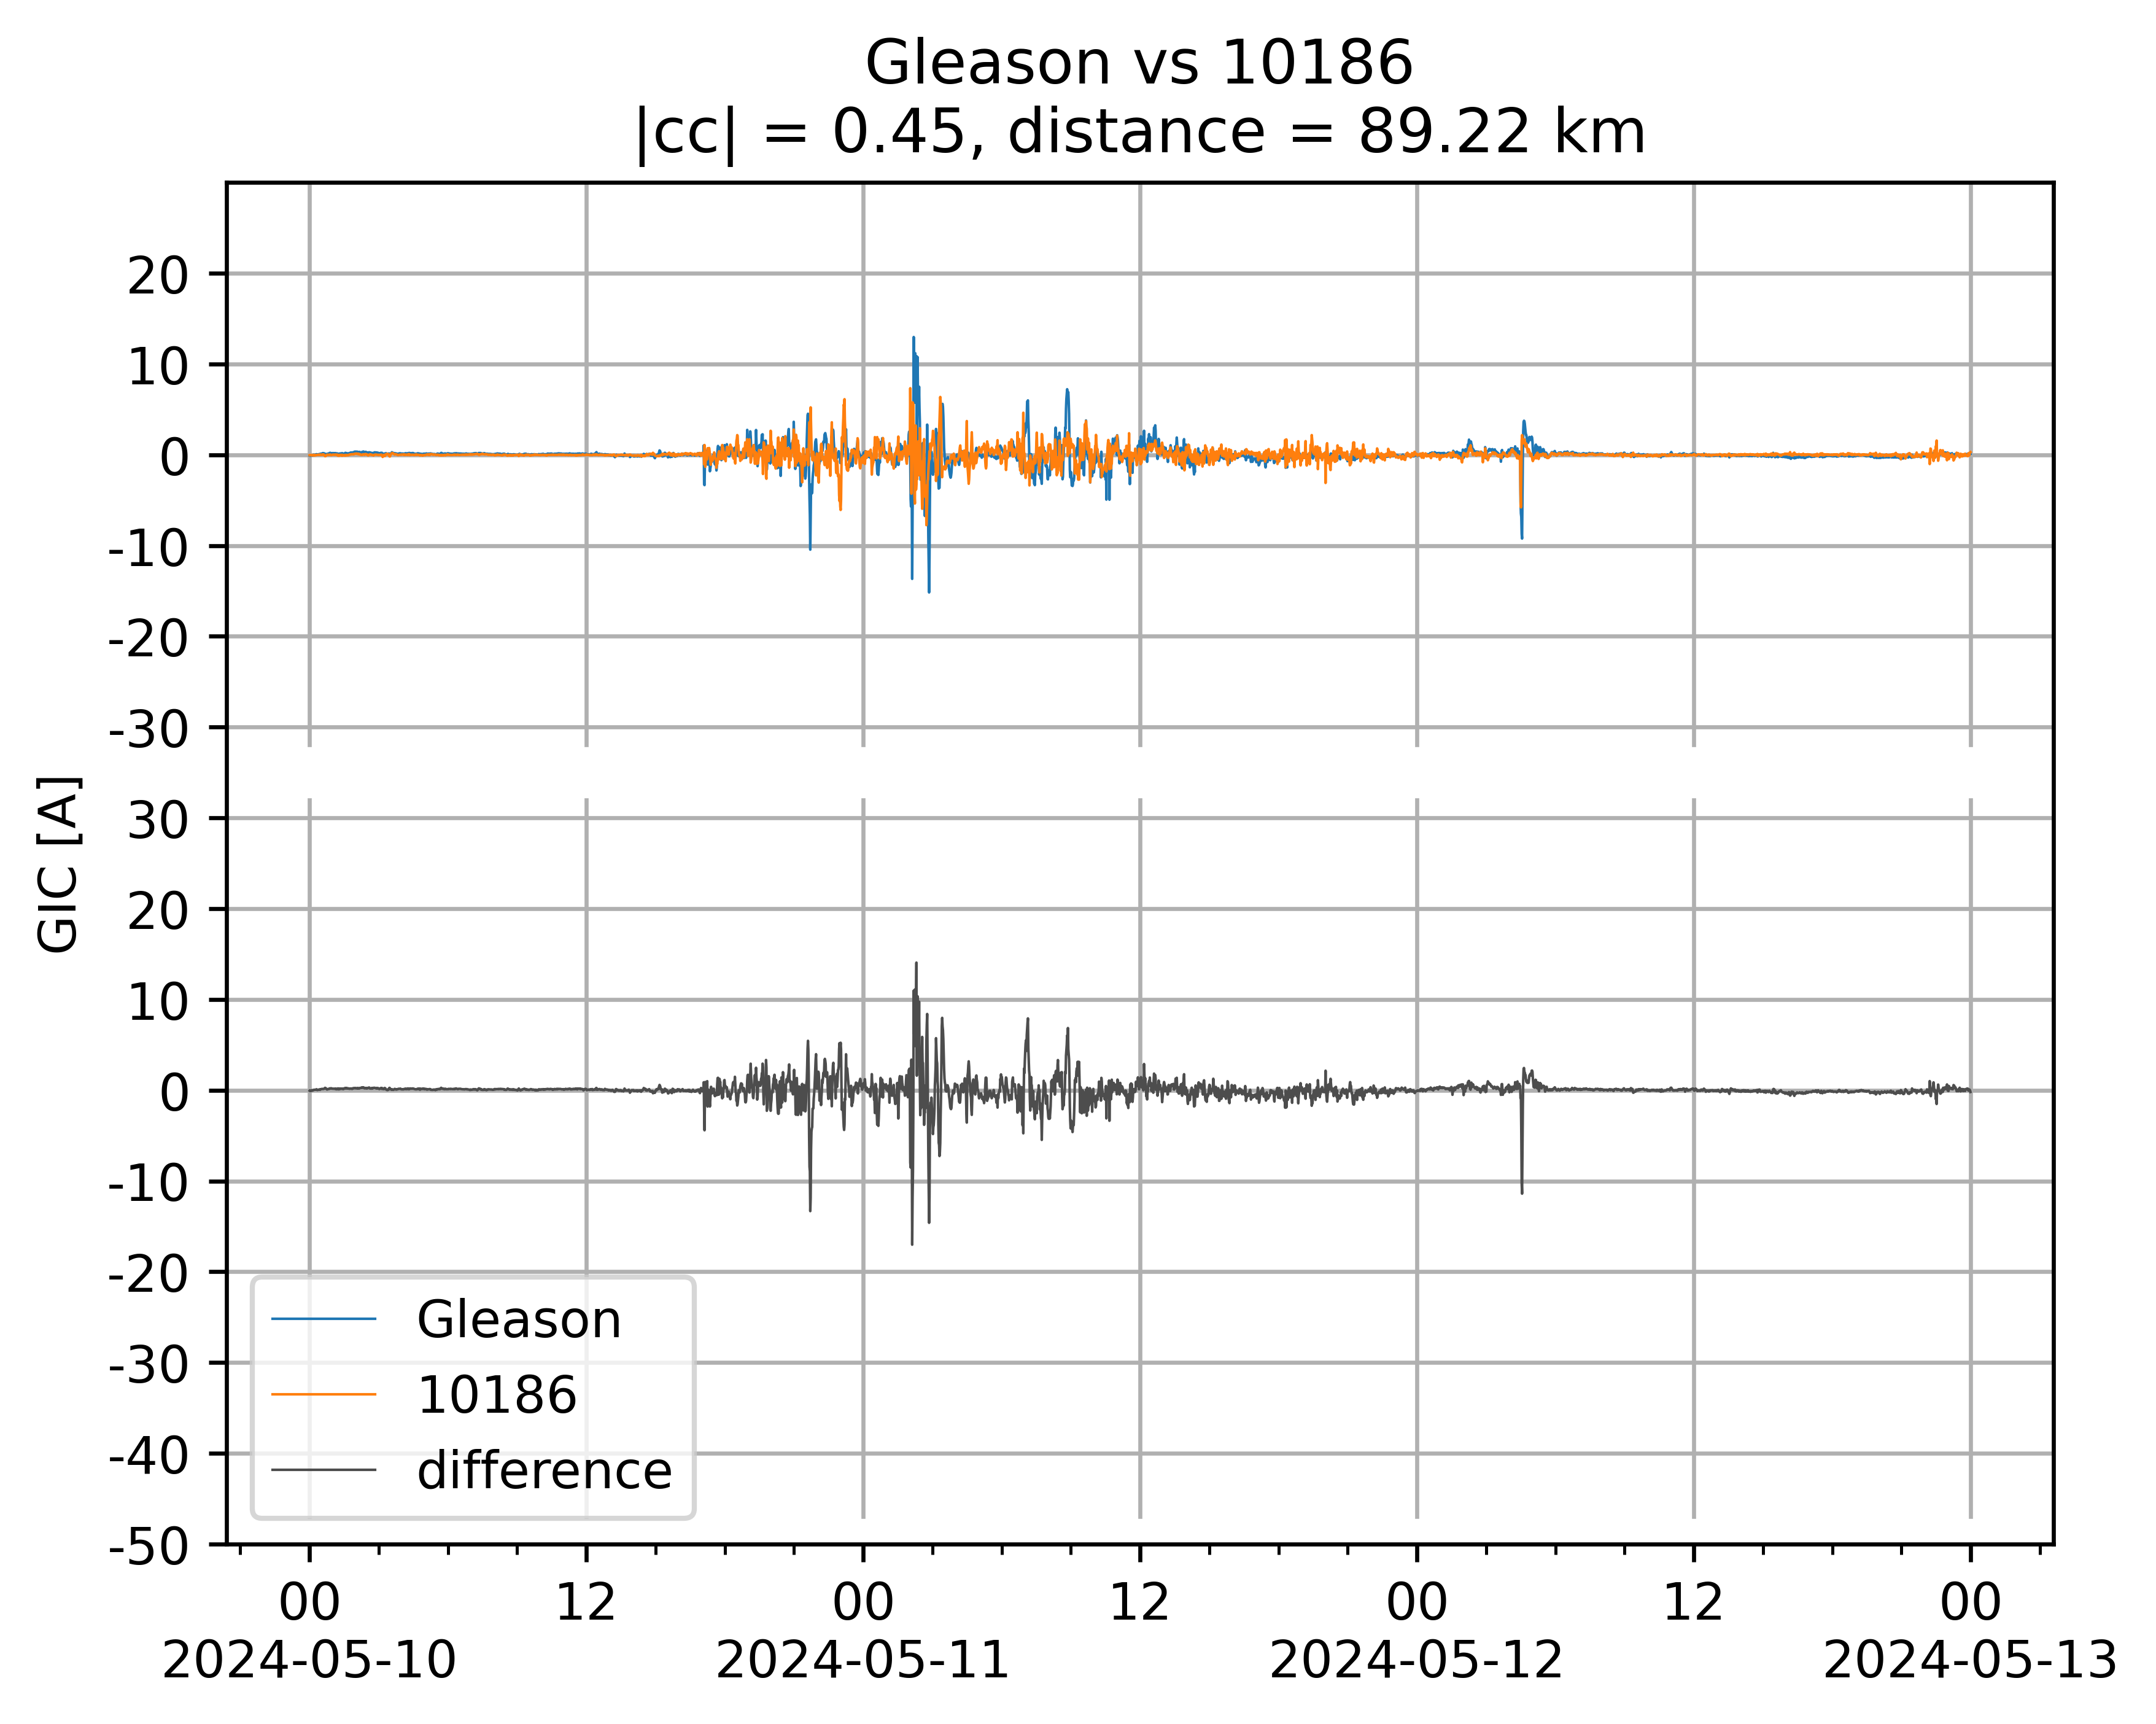 Gleason vs 10186
|cc| = 0.45, distance = 89.22 km
GIC [A]
20
10
0
-10
-20
-30
30
20
10
0
-10
-20
-30
-40
-50
Gleason
10186
difference
00 12 00 12 00 12 00
2024-05-10 2024-05-11 2024-05-12 2024-05-13